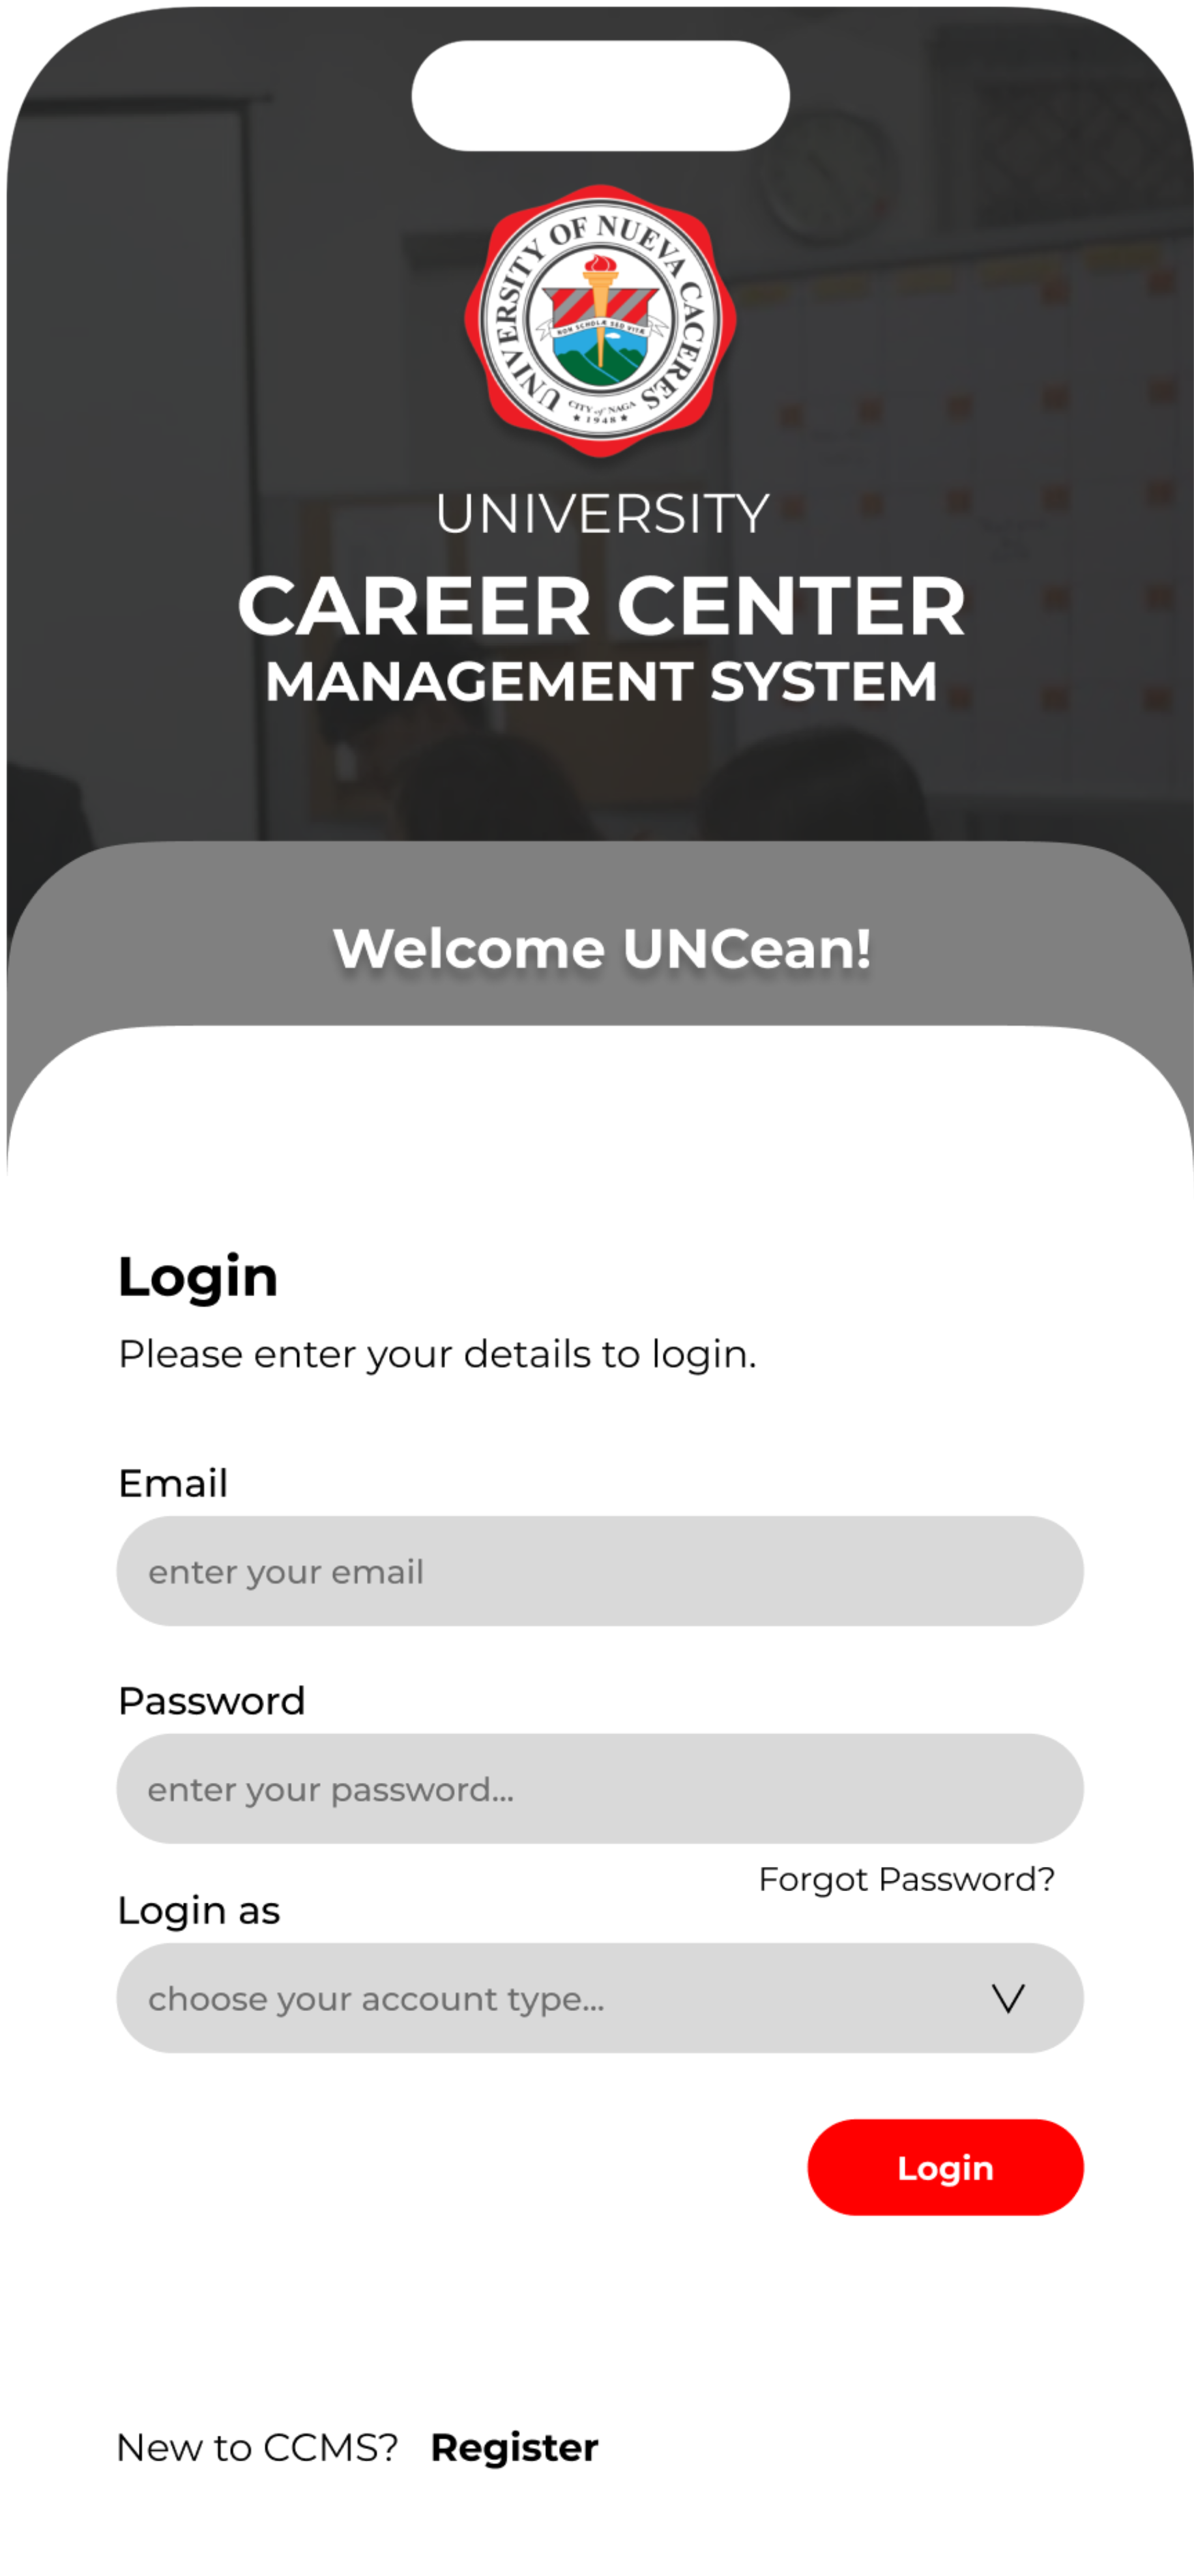 UNIVERSITY OF NUEVA CACERES
NON SCHOLÆ SED VITÆ
CITY of NAGA
★ 1948 ★
UNIVERSITY
CAREER CENTER
MANAGEMENT SYSTEM
Welcome UNCean!
Login
Please enter your details to login.
Email
enter your email
Password
enter your password...
Forgot Password?
Login as
choose your account type...
Login
New to CCMS? Register